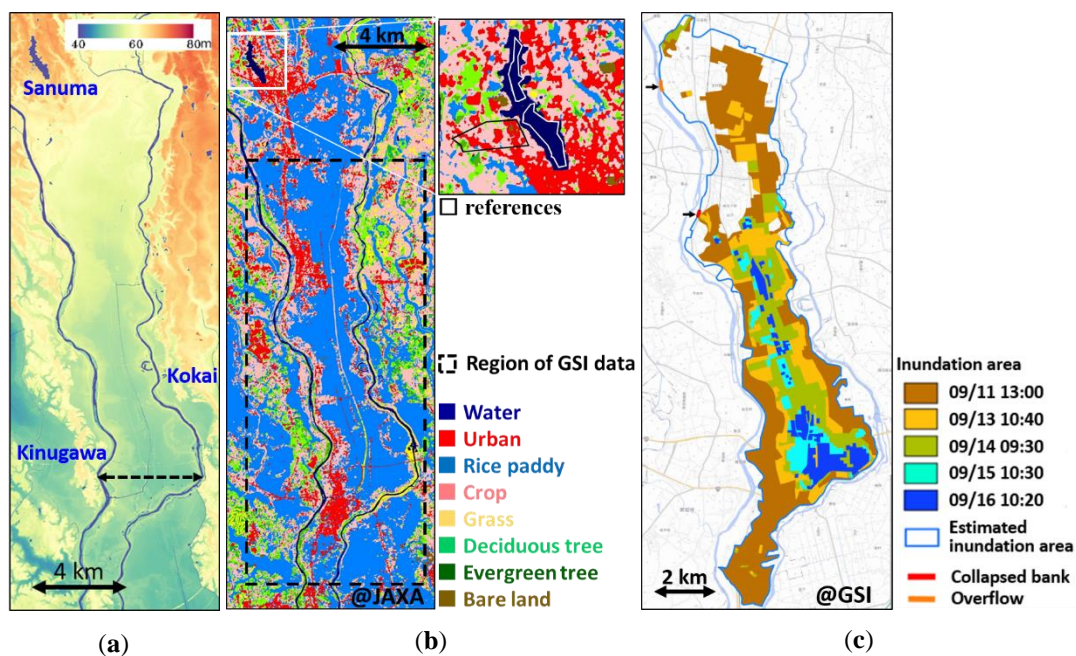 40 60 80m
Sanuma
Kokai
Kinugawa
4 km
(a)
4 km
@JAXA
references
Region of GSI data
Water
Urban
Rice paddy
Crop
Grass
Deciduous tree
Evergreen tree
Bare land
(b)
2 km
@GSI
Inundation area
09/11 13:00
09/13 10:40
09/14 09:30
09/15 10:30
09/16 10:20
Estimated
inundation area
Collapsed bank
Overflow
(c)